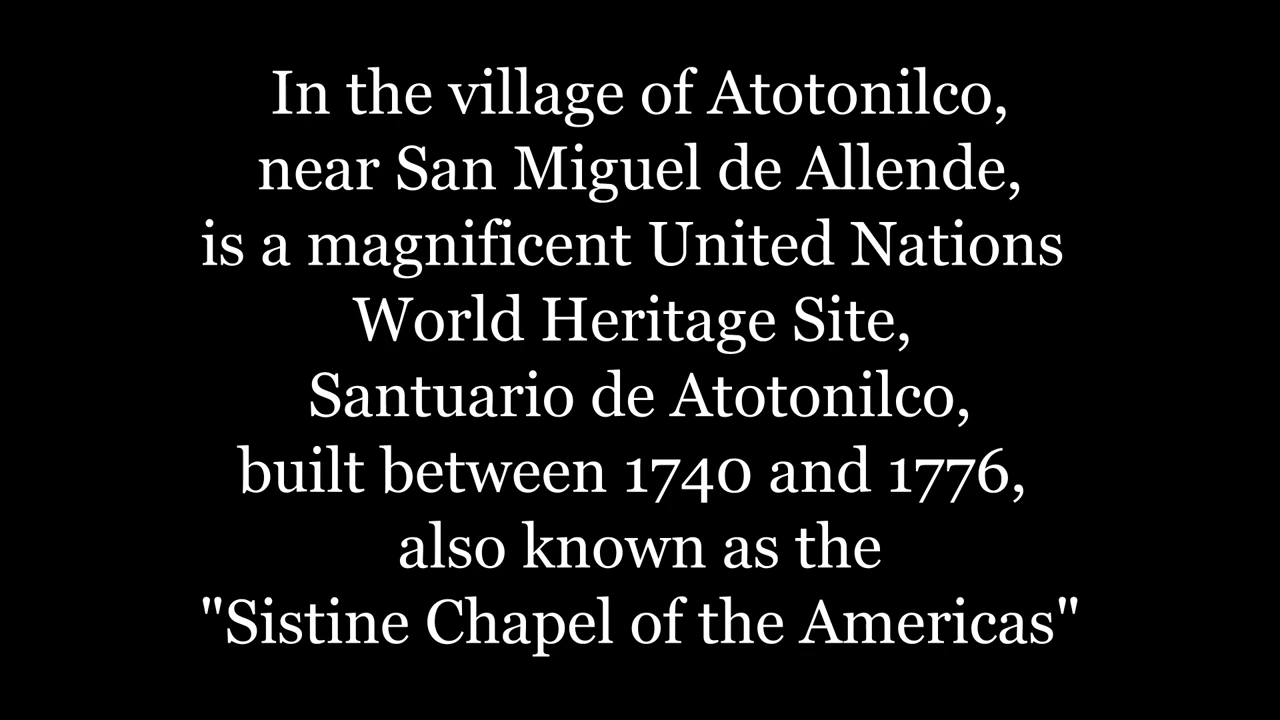 In the village of Atotonilco,
near San Miguel de Allende,
is a magnificent United Nations
World Heritage Site,
Santuario de Atotonilco,
built between 1740 and 1776,
also known as the
"Sistine Chapel of the Americas"